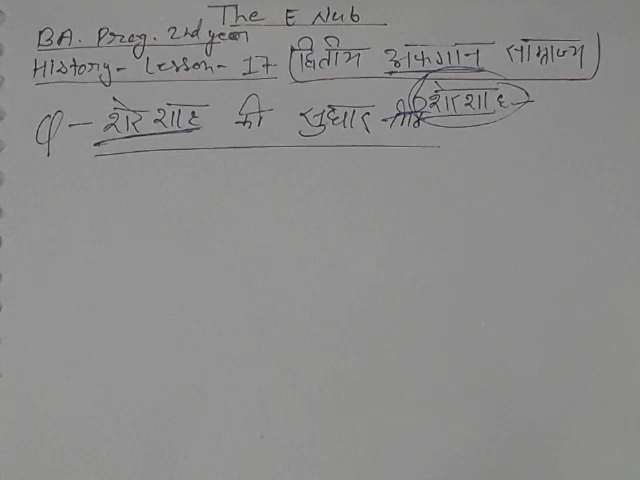 The E Nub
BA. Prog. 2nd year
History - Lesson - 17 (द्वितीय अफगान साम्राज्य)
Q - शेरशाह की सुधार शेरशाह -